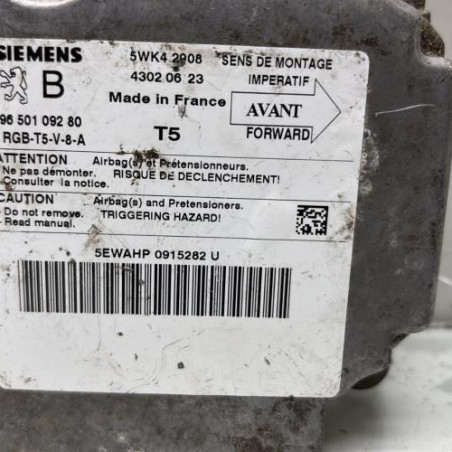 SIEMENS 5WK4 2908 SENS DE MONTAGE
B 4302 06 23 IMPERATIF
Made in France AVANT
96 501 092 80
RGB-T5-V-8-A T5 FORWARD
ATTENTION Airbag(s) et Prétensionneurs.
Ne pas démonter. RISQUE DE DECLENCHEMENT!
Consulter la notice.
CAUTION Airbag(s) and Pretensioners.
- Do not remove. TRIGGERING HAZARD!
- Read manual.
5EWAHP 0915282 U